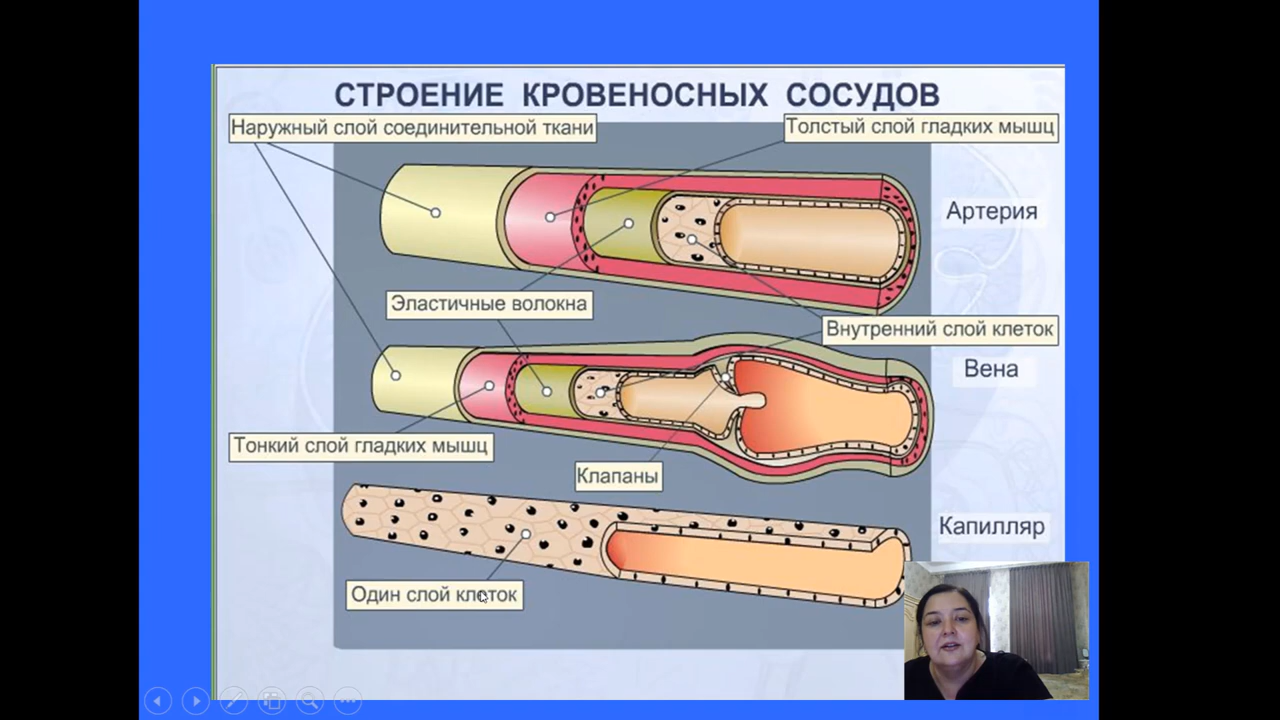 СТРОЕНИЕ КРОВЕНОСНЫХ СОСУДОВ
Наружный слой соединительной ткани
Толстый слой гладких мышц
Артерия
Эластичные волокна
Внутренний слой клеток
Вена
Тонкий слой гладких мышц
Клапаны
Капилляр
Один слой клеток